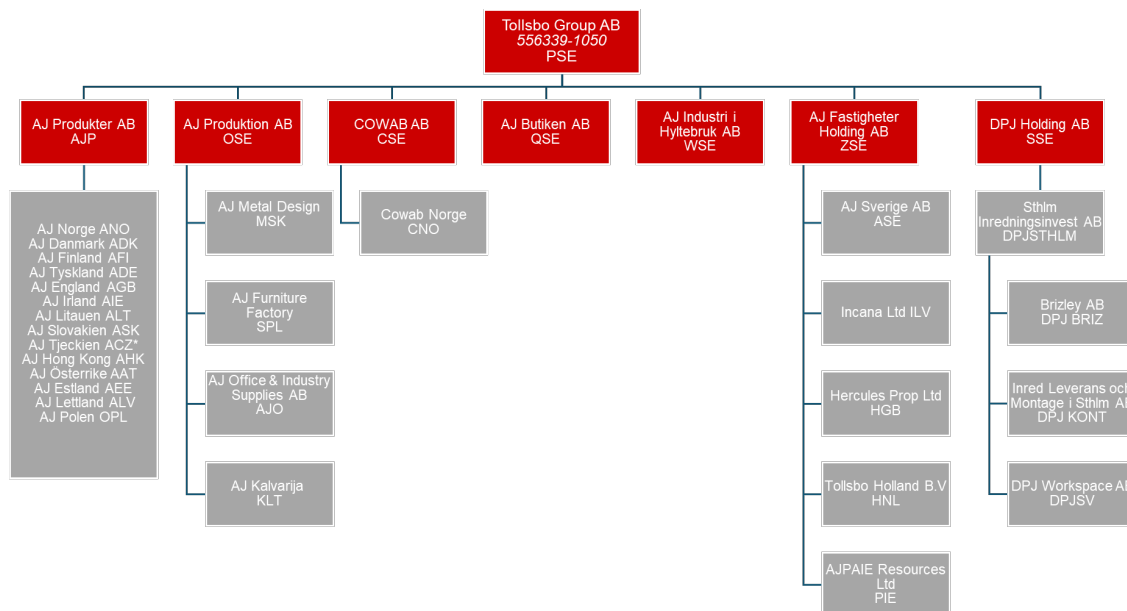 Tollsbo Group AB
556339-1050
PSE
AJ Produkter AB
AJP
AJ Produktion AB
OSE
COWAB AB
CSE
AJ Butiken AB
QSE
AJ Industri i
Hyltebruk AB
WSE
AJ Fastigheter
Holding AB
ZSE
DPJ Holding AB
SSE
AJ Norge ANO
AJ Danmark ADK
AJ Finland AFI
AJ Tyskland ADE
AJ England AGB
AJ Irland AIE
AJ Litauen ALT
AJ Slovakien ASK
AJ Tjeckien ACZ*
AJ Hong Kong AHK
AJ Österrike AAT
AJ Estland AEE
AJ Lettland ALV
AJ Polen OPL
AJ Metal Design
MSK
AJ Furniture
Factory
SPL
AJ Office & Industry
Supplies AB
AJO
AJ Kalvarija
KLT
Cowab Norge
CNO
AJ Sverige AB
ASE
Incana Ltd ILV
Hercules Prop Ltd
HGB
Tollsbo Holland B.V
HNL
AJPAIE Resources
Ltd
PIE
Sthlm
Inredningsinvest AB
DPJSTHLM
Brizley AB
DPJ BRIZ
Inred Leverans och
Montage i Sthlm AB
DPJ KONT
DPJ Workspace AB
DPJSV